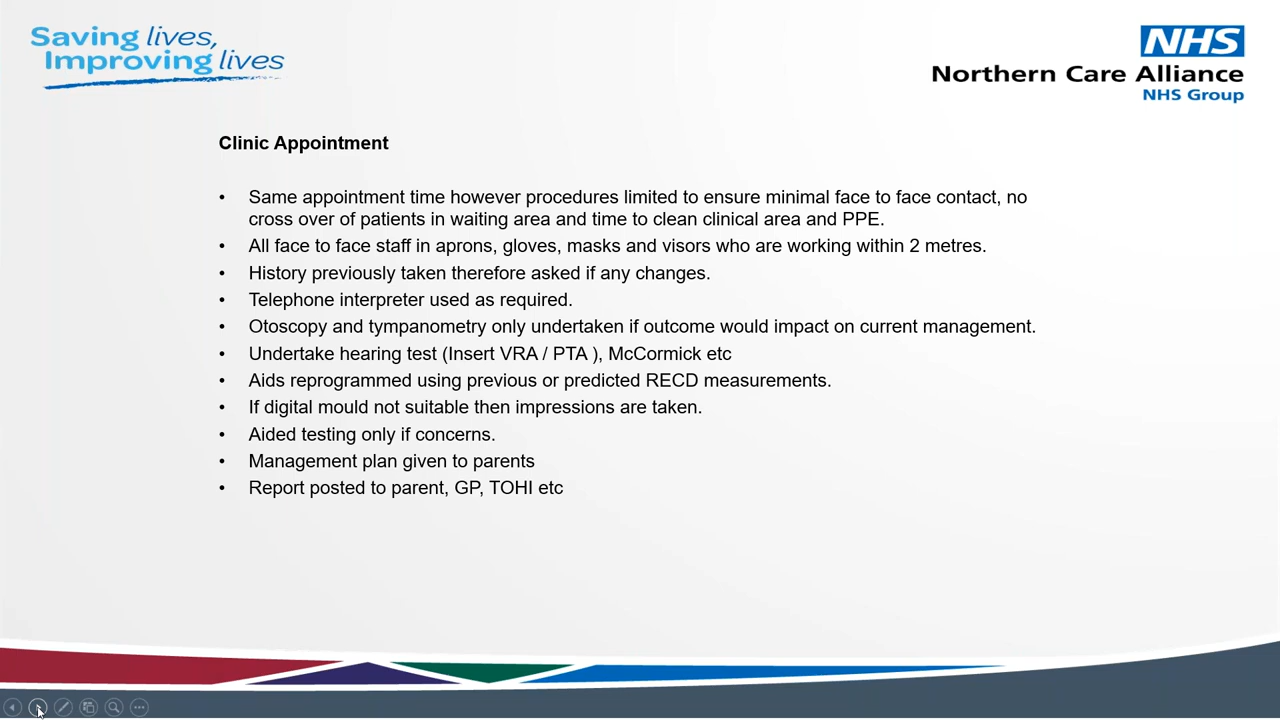 Saving lives,
Improving lives
NHS
Northern Care Alliance
NHS Group
Clinic Appointment
• Same appointment time however procedures limited to ensure minimal face to face contact, no
cross over of patients in waiting area and time to clean clinical area and PPE.
• All face to face staff in aprons, gloves, masks and visors who are working within 2 metres.
• History previously taken therefore asked if any changes.
• Telephone interpreter used as required.
• Otoscopy and tympanometry only undertaken if outcome would impact on current management.
• Undertake hearing test (Insert VRA / PTA ), McCormick etc
• Aids reprogrammed using previous or predicted RECD measurements.
• If digital mould not suitable then impressions are taken.
• Aided testing only if concerns.
• Management plan given to parents
• Report posted to parent, GP, TOHI etc